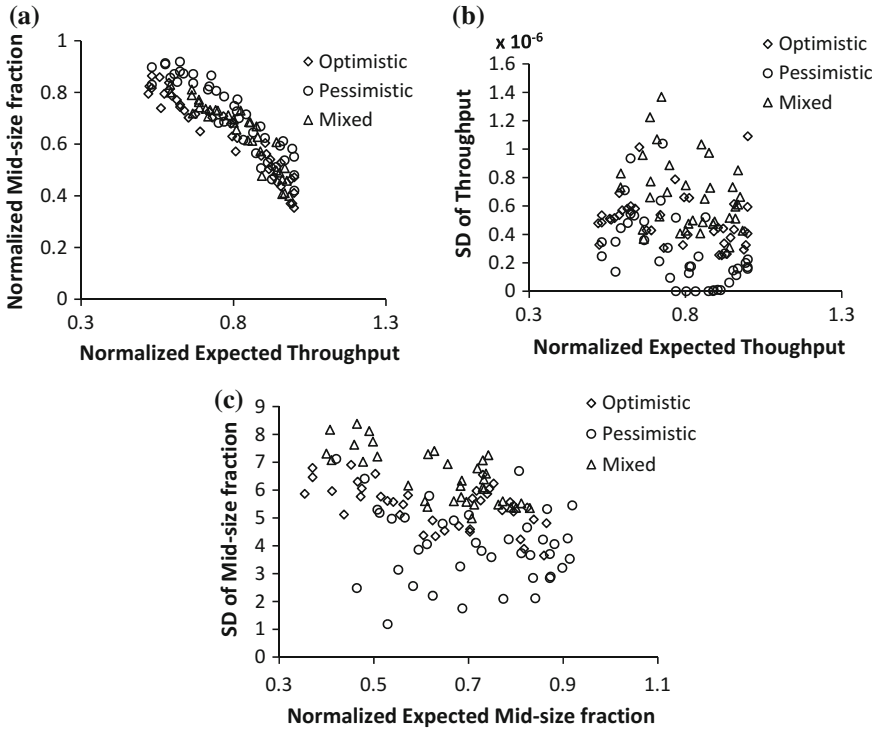 (a)
Normalized Mid-size fraction
1
0.8
0.6
0.4
0.2
0
0.3
0.8
1.3
Normalized Expected Throughput
Optimistic
Pessimistic
Mixed
(b)
x 10-6
SD of Throughput
1.6
1.4
1.2
1
0.8
0.6
0.4
0.2
0
0.3
0.8
1.3
Normalized Expected Thoughput
Optimistic
Pessimistic
Mixed
(c)
SD of Mid-size fraction
9
8
7
6
5
4
3
2
1
0
0.3
0.5
0.7
0.9
1.1
Normalized Expected Mid-size fraction
Optimistic
Pessimistic
Mixed